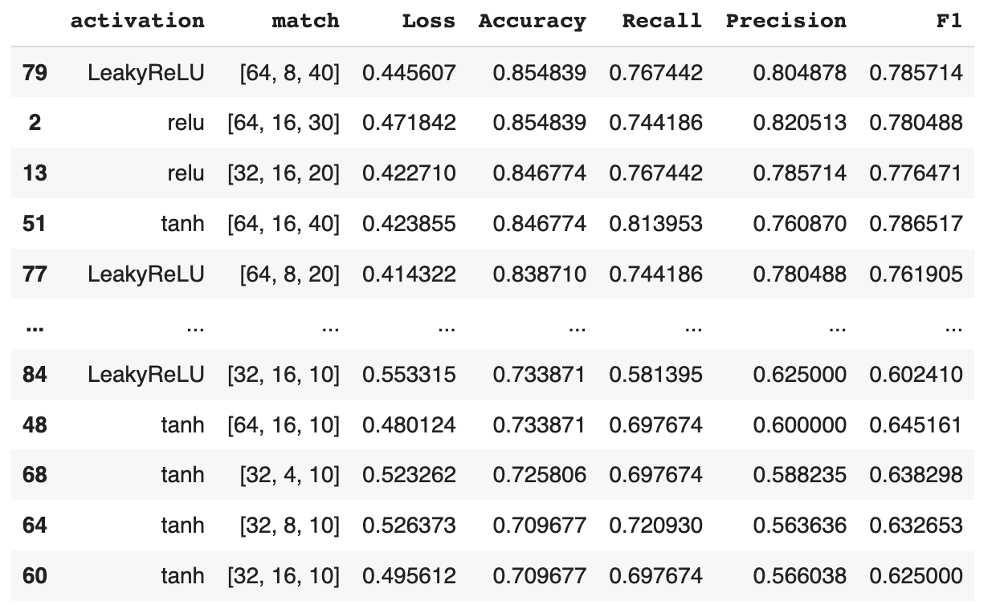 activation match Loss Accuracy Recall Precision F1
79 LeakyReLU [64, 8, 40] 0.445607 0.854839 0.767442 0.804878 0.785714
2 relu [64, 16, 30] 0.471842 0.854839 0.744186 0.820513 0.780488
13 relu [32, 16, 20] 0.422710 0.846774 0.767442 0.785714 0.776471
51 tanh [64, 16, 40] 0.423855 0.846774 0.813953 0.760870 0.786517
77 LeakyReLU [64, 8, 20] 0.414322 0.838710 0.744186 0.780488 0.761905
... ... ... ... ... ... ... ...
84 LeakyReLU [32, 16, 10] 0.553315 0.733871 0.581395 0.625000 0.602410
48 tanh [64, 16, 10] 0.480124 0.733871 0.697674 0.600000 0.645161
68 tanh [32, 4, 10] 0.523262 0.725806 0.697674 0.588235 0.638298
64 tanh [32, 8, 10] 0.526373 0.709677 0.720930 0.563636 0.632653
60 tanh [32, 16, 10] 0.495612 0.709677 0.697674 0.566038 0.625000